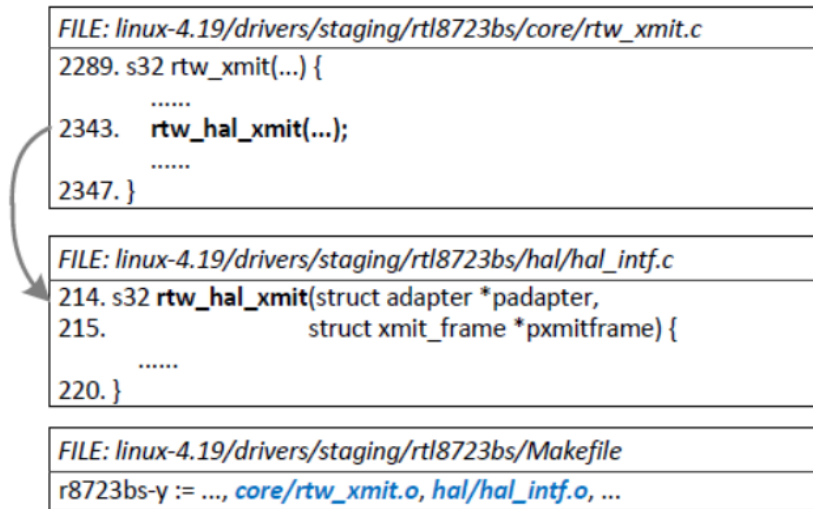 FILE: linux-4.19/drivers/staging/rtl8723bs/core/rtw_xmit.c
2289. s32 rtw_xmit(...) {
......
2343. rtw_hal_xmit(...);
......
2347. }
FILE: linux-4.19/drivers/staging/rtl8723bs/hal/hal_intf.c
214. s32 rtw_hal_xmit(struct adapter *padapter,
215. struct xmit_frame *pxmitframe) {
......
220. }
FILE: linux-4.19/drivers/staging/rtl8723bs/Makefile
r8723bs-y := ..., core/rtw_xmit.o, hal/hal_intf.o, ...